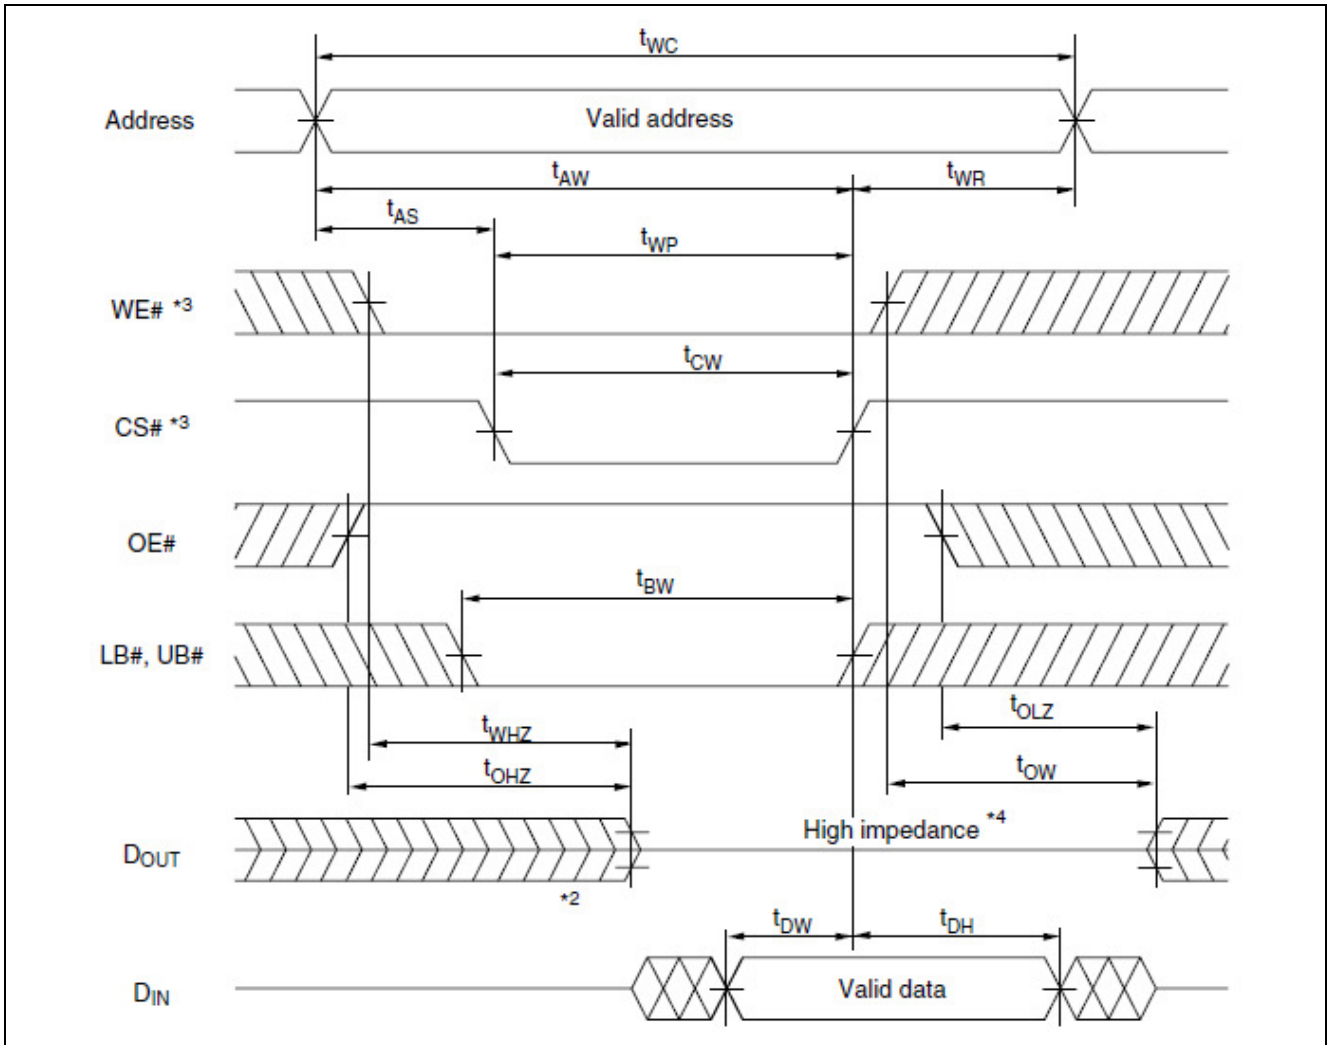 tWC
Address
Valid address
tAW
tWR
tAS
tWP
WE# *3
tCW
CS# *3
OE#
tBW
LB#, UB#
tOLZ
tWHZ
tOW
tOHZ
High impedance *4
DOUT
*2
tDW
tDH
DIN
Valid data